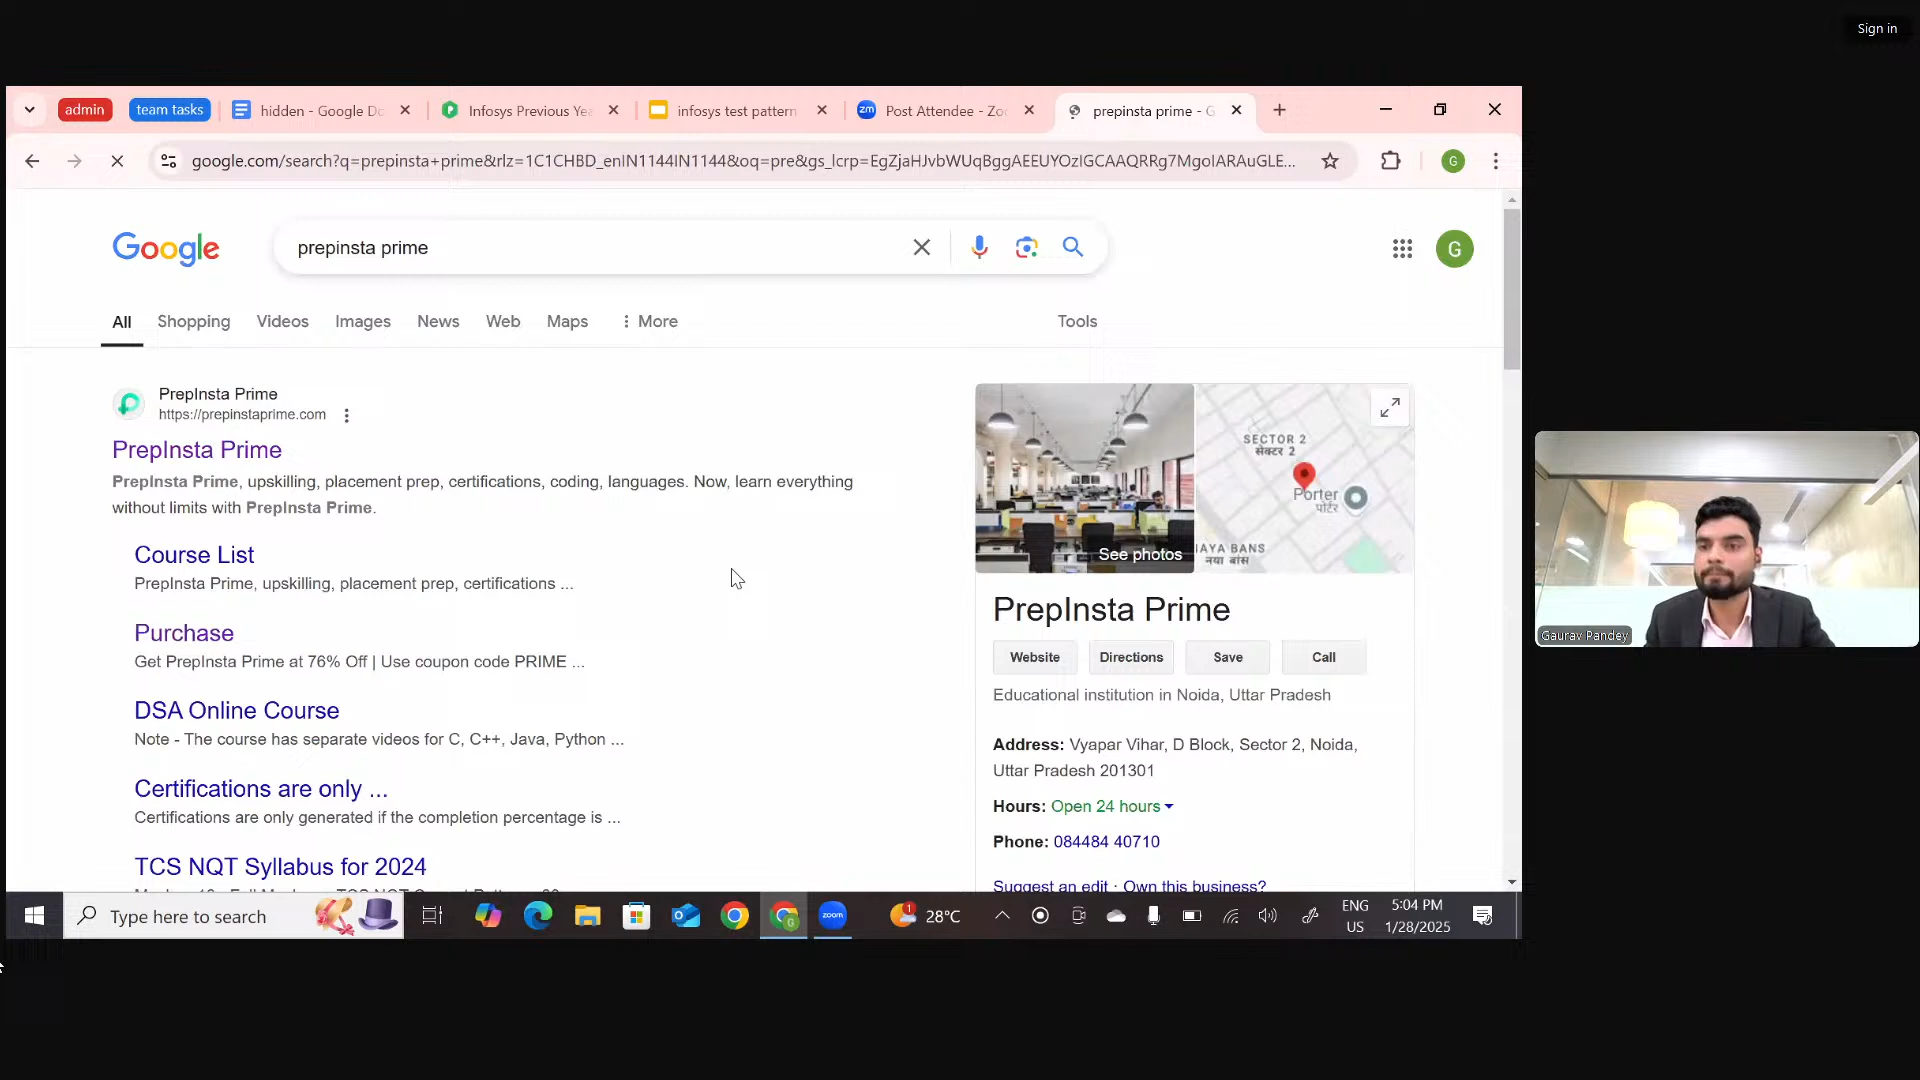 Sign in
admin
team tasks
hidden - Google Do
Infosys Previous Yea
infosys test pattern
zm
Post Attendee - Zoo
prepinsta prime - G
google.com/search?q=prepinsta+prime&rlz=1C1CHBD_enIN1144IN1144&oq=pre&gs_lcrp=EgZjaHJvbWUqBggAEEUYOzIGCAAQRRg7MgoIARAuGLE...
G
Google
prepinsta prime
G
All
Shopping
Videos
Images
News
Web
Maps
More
Tools
PrepInsta Prime
https://prepinstaprime.com
PrepInsta Prime
PrepInsta Prime, upskilling, placement prep, certifications, coding, languages. Now, learn everything
without limits with PrepInsta Prime.
Course List
PrepInsta Prime, upskilling, placement prep, certifications ...
Purchase
Get PrepInsta Prime at 76% Off | Use coupon code PRIME ...
DSA Online Course
Note - The course has separate videos for C, C++, Java, Python ...
Certifications are only ...
Certifications are only generated if the completion percentage is ...
TCS NQT Syllabus for 2024
SECTOR 2
सेक्टर 2
Porter
पोर्टर
See photos
NAYA BANS
नया बांस
PrepInsta Prime
Website
Directions
Save
Call
Educational institution in Noida, Uttar Pradesh
Address: Vyapar Vihar, D Block, Sector 2, Noida,
Uttar Pradesh 201301
Hours: Open 24 hours
Phone: 084484 40710
Suggest an edit · Own this business?
Gaurav Pandey
Type here to search
zoom
1
28°C
ENG
US
5:04 PM
1/28/2025